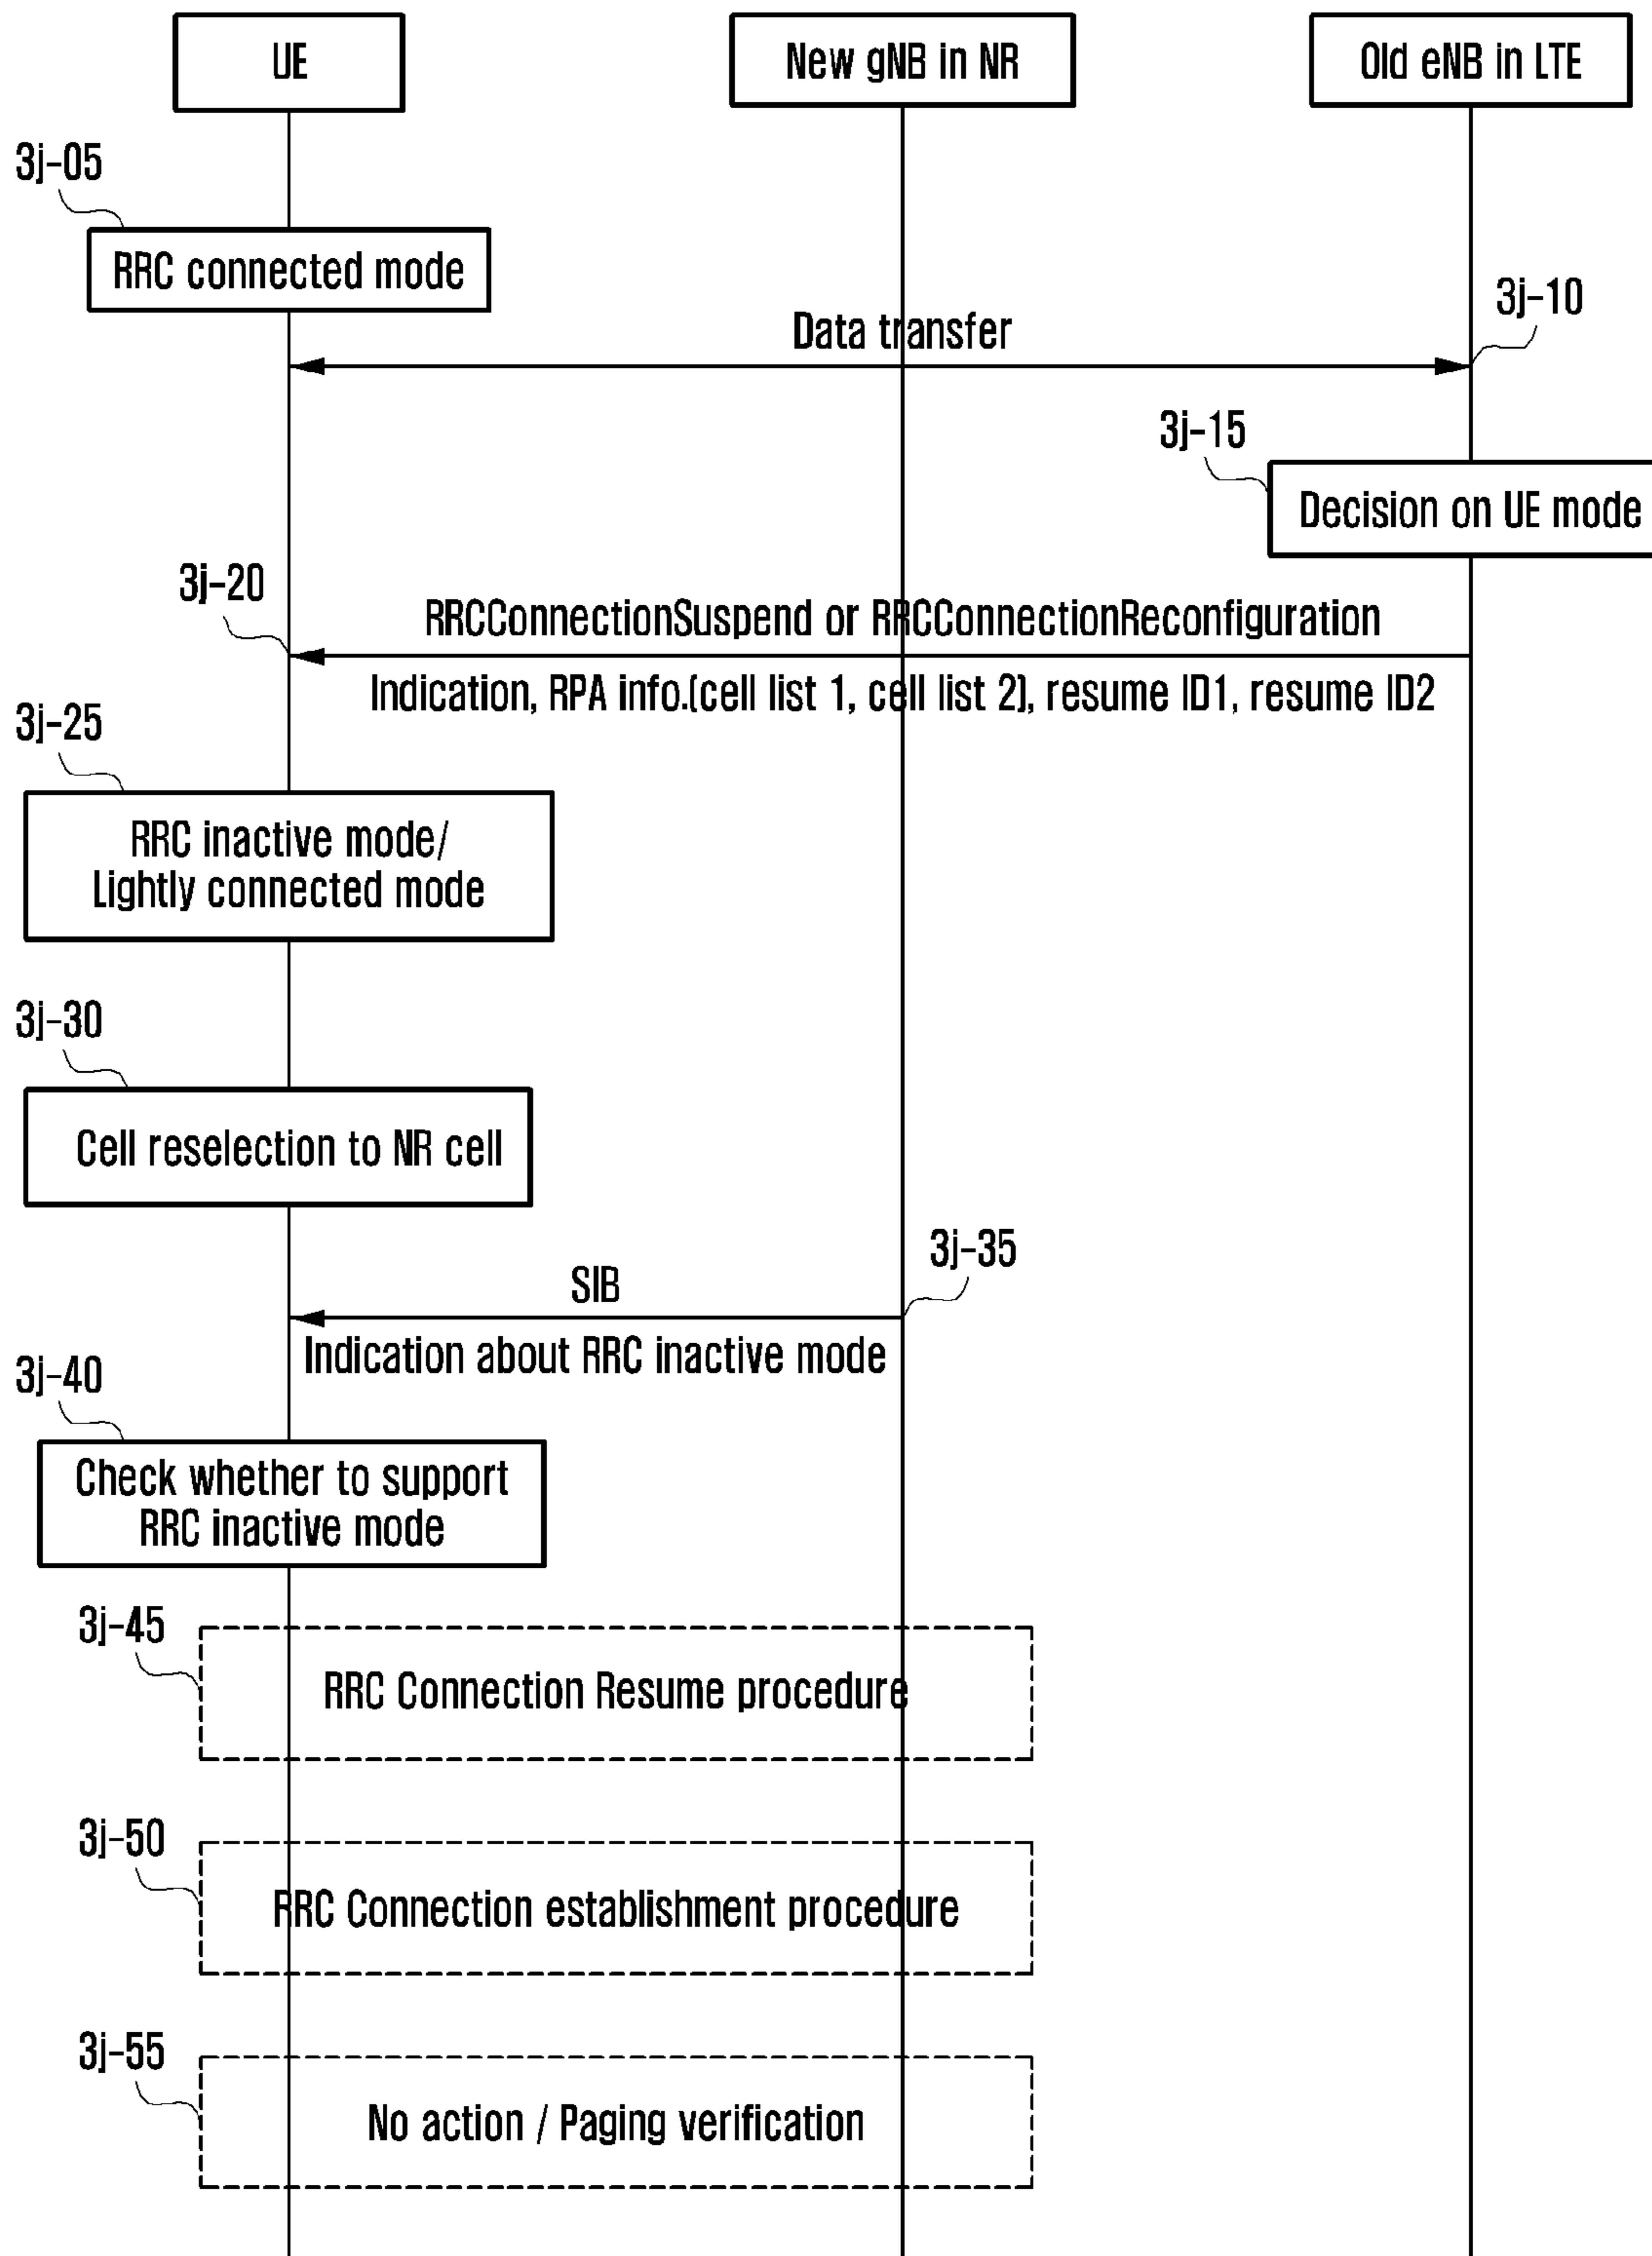 UE
New gNB in NR
Old eNB in LTE
3j-05
RRC connected mode
3j-10
Data transfer
3j-15
Decision on UE mode
3j-20
RRCConnectionSuspend or RRCConnectionReconfiguration
Indication, RPA info.(cell list 1, cell list 2), resume ID1, resume ID2
3j-25
RRC inactive mode/
Lightly connected mode
3j-30
Cell reselection to NR cell
3j-35
SIB
Indication about RRC inactive mode
3j-40
Check whether to support
RRC inactive mode
3j-45
RRC Connection Resume procedure
3j-50
RRC Connection establishment procedure
3j-55
No action / Paging verification